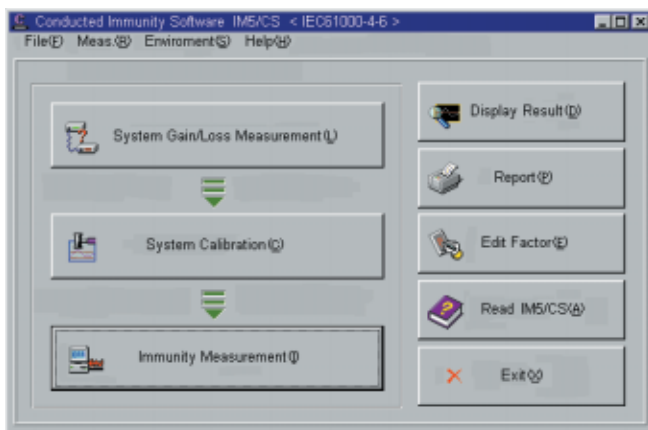 Conducted Immunity Software IM5/CS < IEC61000-4-6 >
File(F) Meas.(R) Enviroment(S) Help(H)
System Gain/Loss Measurement(L)
System Calibration(C)
Immunity Measurement(I)
Display Result(D)
Report(P)
Edit Factor(E)
Read IM5/CS(A)
Exit(X)